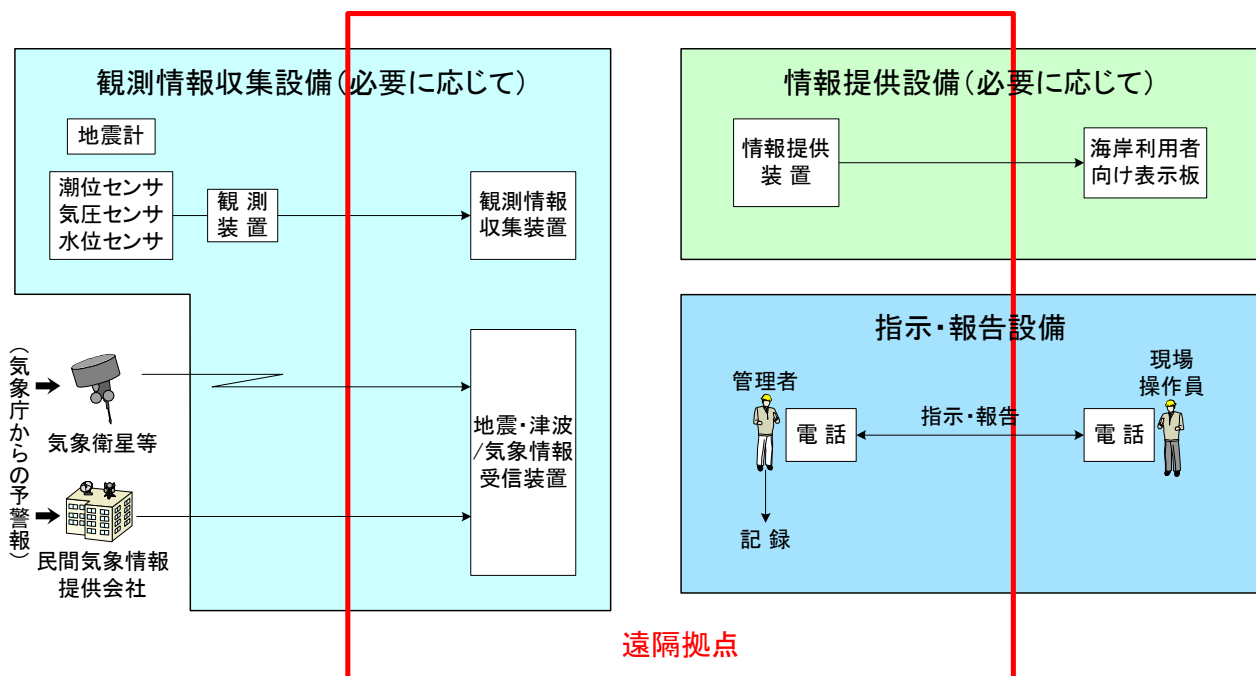 観測情報収集設備(必要に応じて)
地震計
潮位センサ
気圧センサ
水位センサ
観 測
装 置
観測情報
収集装置
(気象庁からの予警報)
気象衛星等
民間気象情報
提供会社
地震・津波
/気象情報
受信装置
情報提供設備(必要に応じて)
情報提供
装 置
海岸利用者
向け表示板
指示・報告設備
管理者
電 話
指示・報告
現場
操作員
電 話
記 録
遠隔拠点